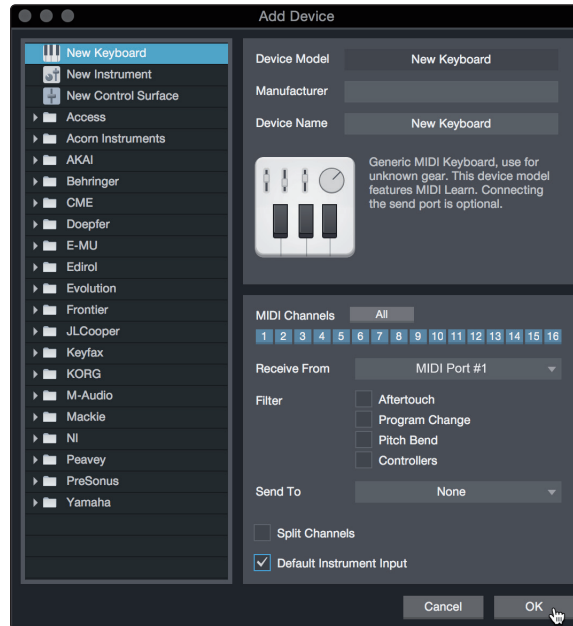 Add Device
New Keyboard
New Instrument
New Control Surface
Access
Acorn Instruments
AKAI
Behringer
CME
Doepfer
E-MU
Edirol
Evolution
Frontier
JLCooper
Keyfax
KORG
M-Audio
Mackie
NI
Peavey
PreSonus
Yamaha
Device Model New Keyboard
Manufacturer
Device Name New Keyboard
Generic MIDI Keyboard, use for
unknown gear. This device model
features MIDI Learn. Connecting
the send port is optional.
MIDI Channels All
1 2 3 4 5 6 7 8 9 10 11 12 13 14 15 16
Receive From MIDI Port #1
Filter Aftertouch
Program Change
Pitch Bend
Controllers
Send To None
Split Channels
Default Instrument Input
Cancel OK